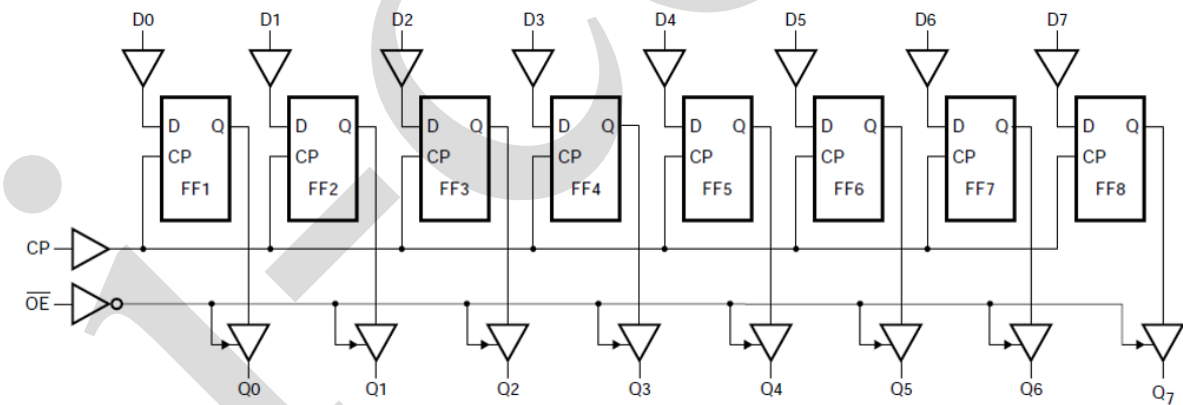 D0 D1 D2 D3 D4 D5 D6 D7
D Q D Q D Q D Q D Q D Q D Q D Q
CP CP CP CP CP CP CP CP
FF1 FF2 FF3 FF4 FF5 FF6 FF7 FF8
CP
O̅E̅
Q0 Q1 Q2 Q3 Q4 Q5 Q6 Q7